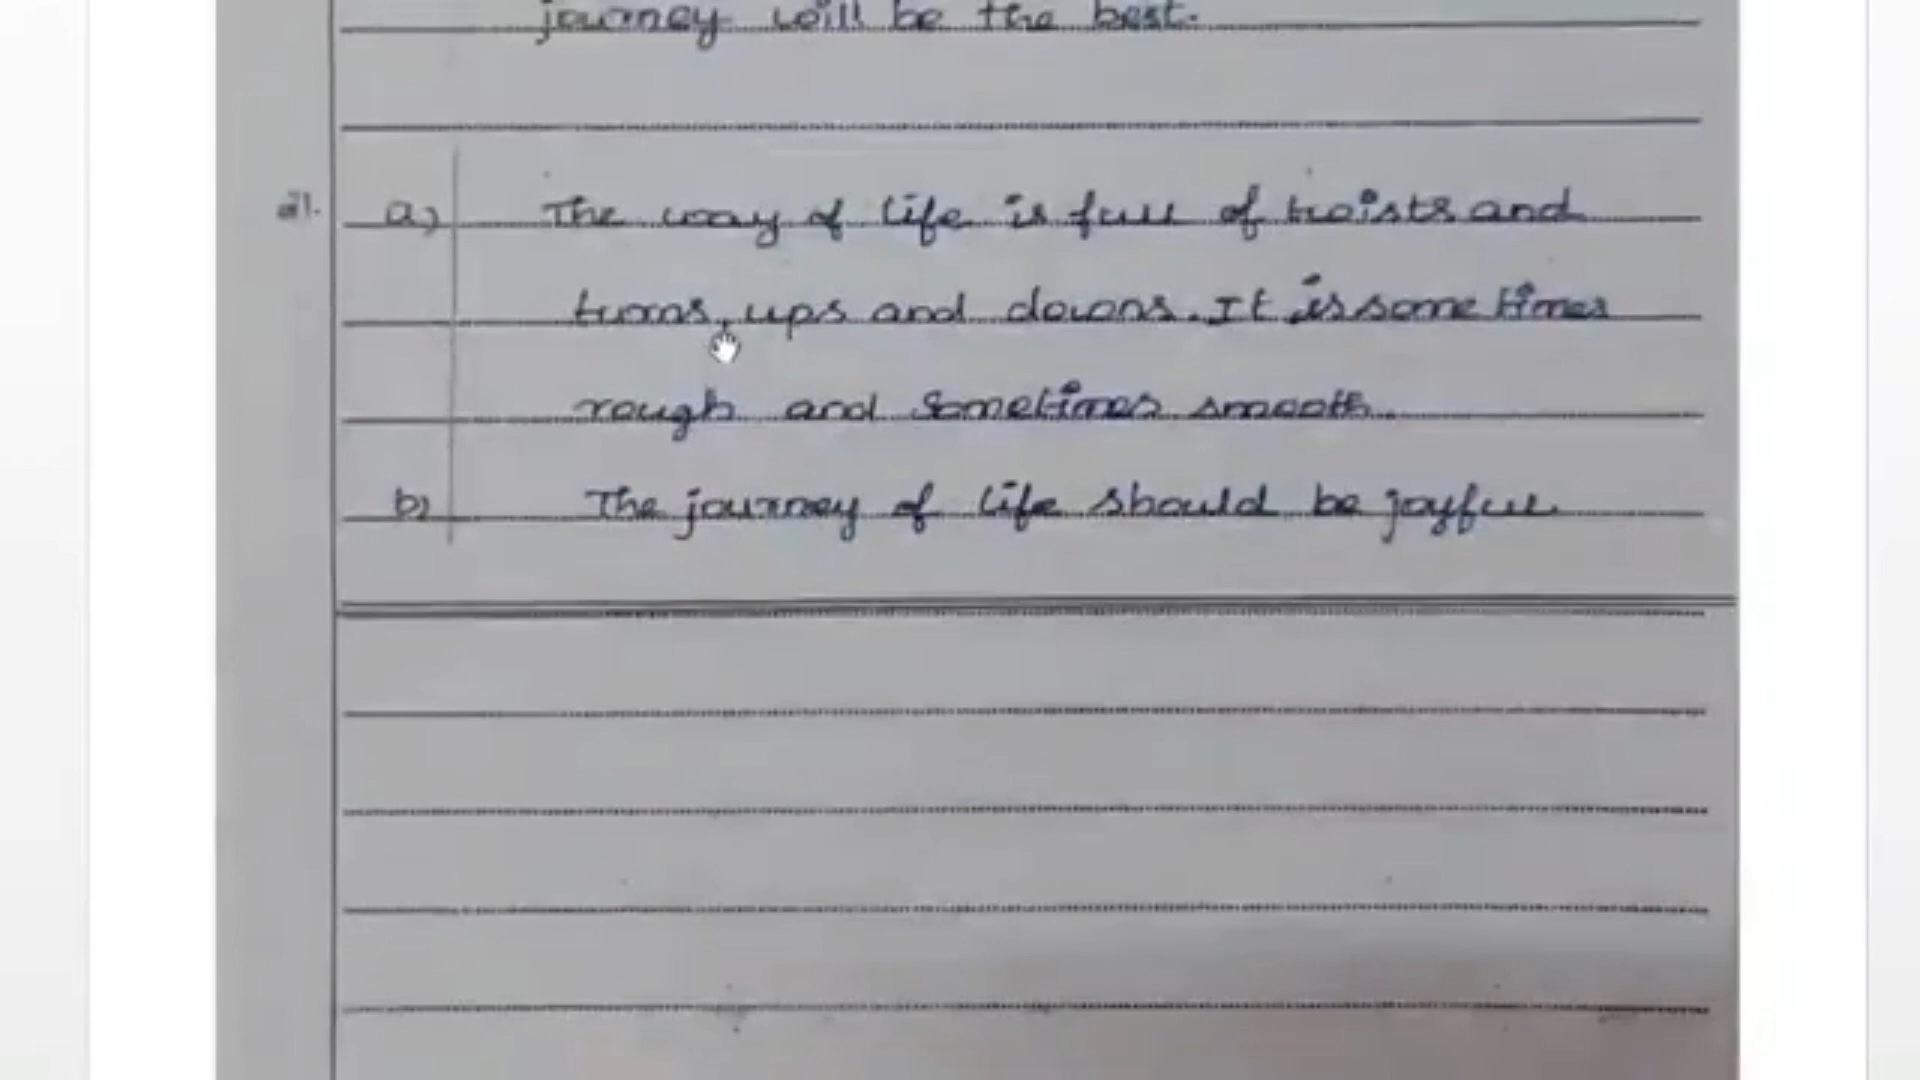 journey will be the best.
21. a) The way of life is full of twists and
turns, ups and downs. It is sometimes
rough and sometimes smooth.
b) The journey of life should be joyful.